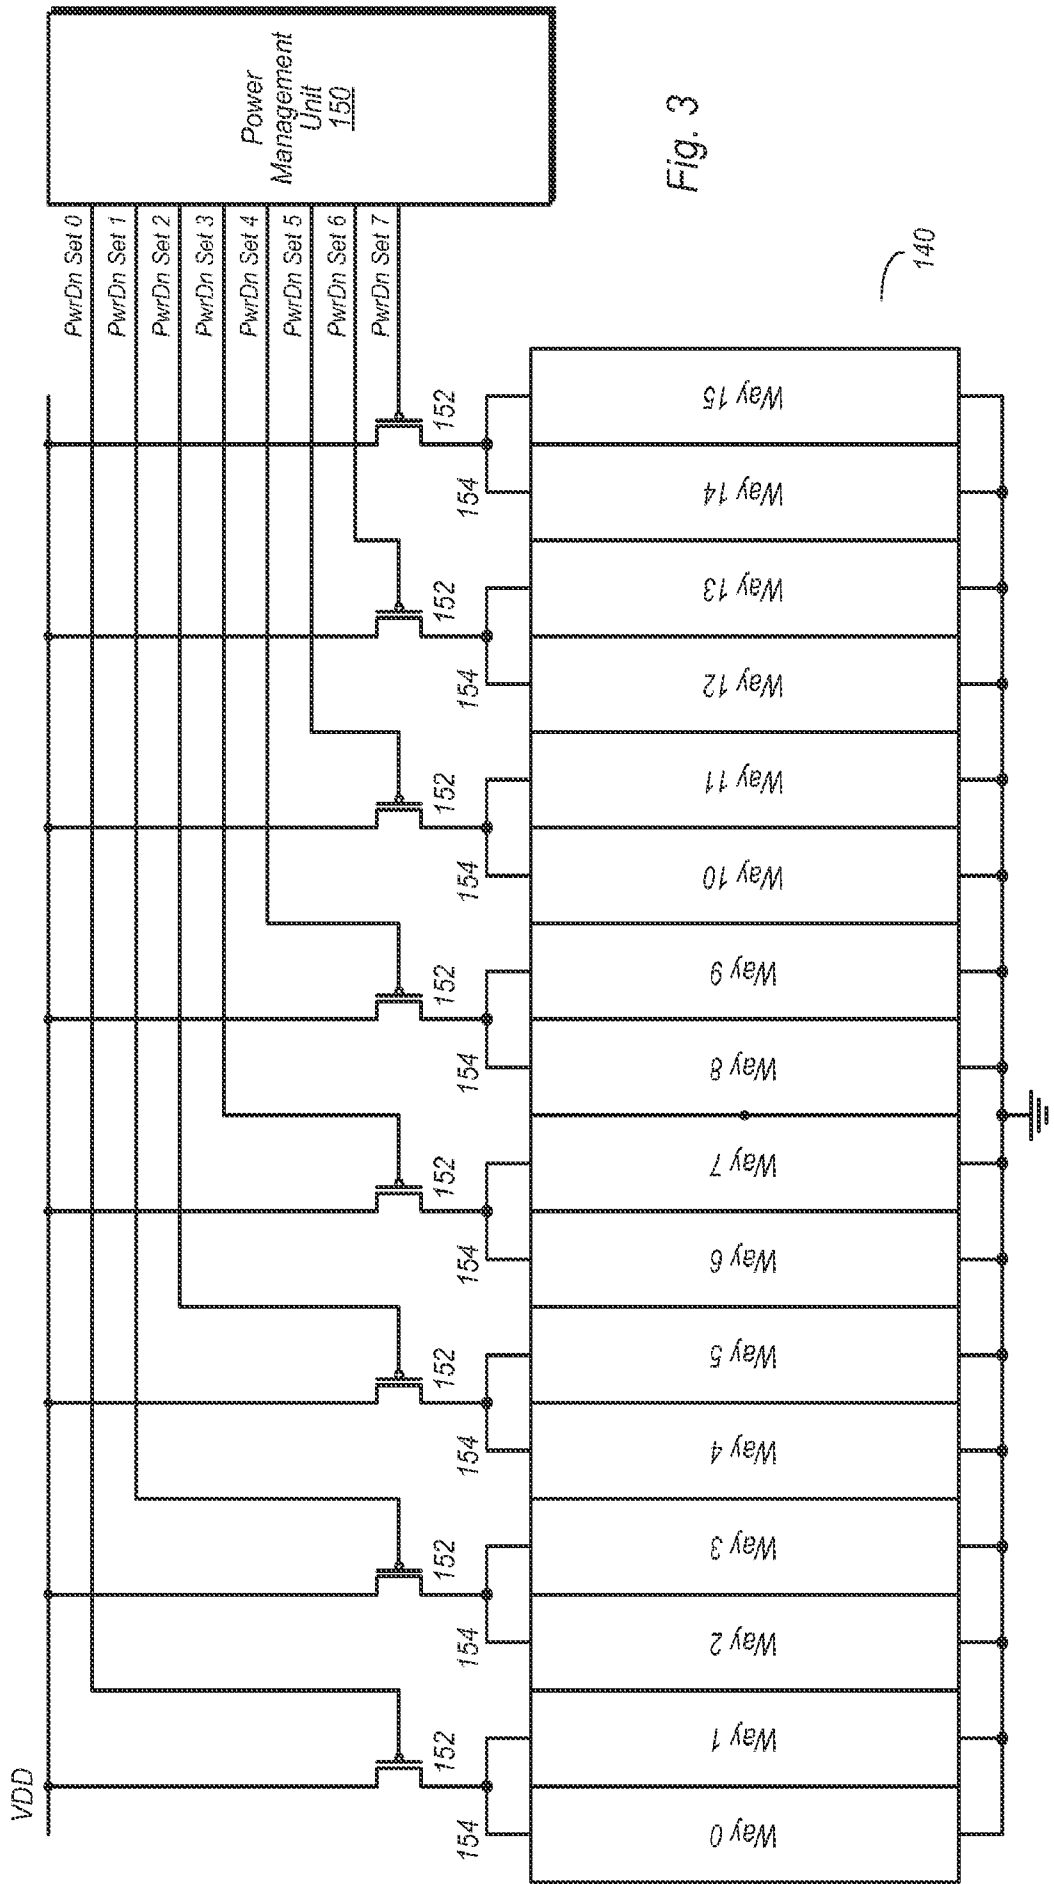 VDD
PwrDn Set 0
PwrDn Set 1
PwrDn Set 2
PwrDn Set 3
PwrDn Set 4
PwrDn Set 5
PwrDn Set 6
PwrDn Set 7
Power
Management
Unit
150
152
152
152
152
152
152
152
152
154
154
154
154
154
154
154
154
Way 0
Way 1
Way 2
Way 3
Way 4
Way 5
Way 6
Way 7
Way 8
Way 9
Way 10
Way 11
Way 12
Way 13
Way 14
Way 15
140
Fig. 3